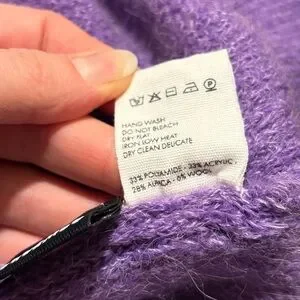 HAND WASH
DO NOT BLEACH
DRY FLAT
IRON LOW HEAT
DRY CLEAN DELICATE
33% POLYAMIDE - 33% ACRYLIC
28% ALPACA - 6% WOOL